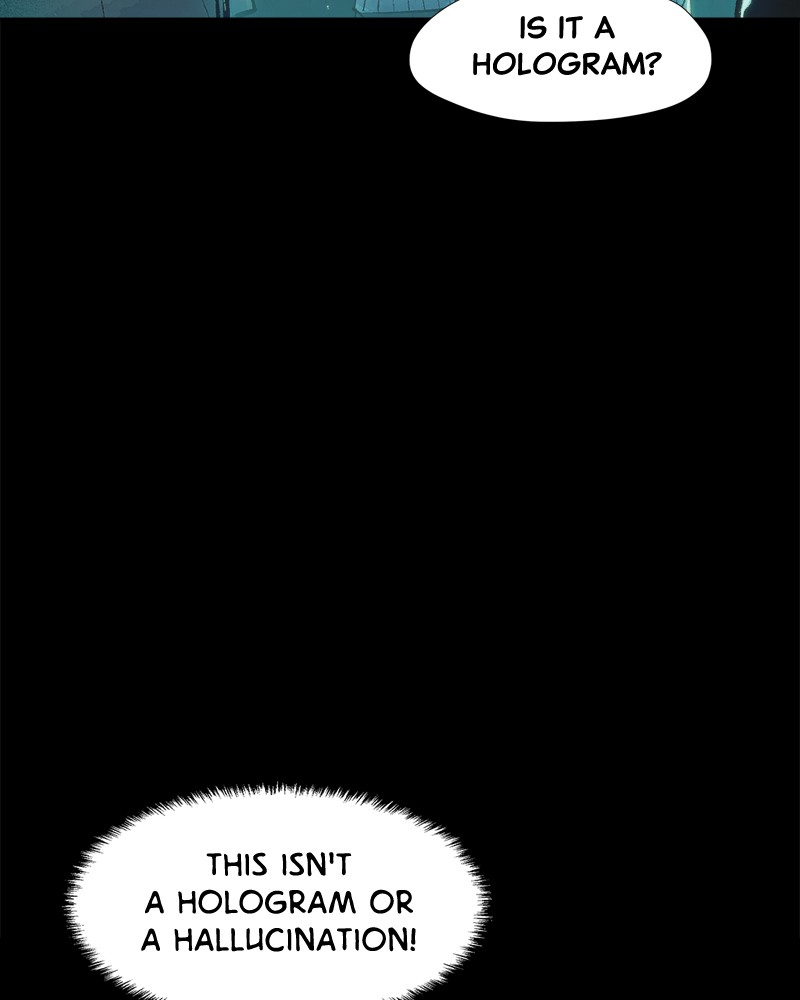 IS IT A
HOLOGRAM?
THIS ISN'T
A HOLOGRAM OR
A HALLUCINATION!